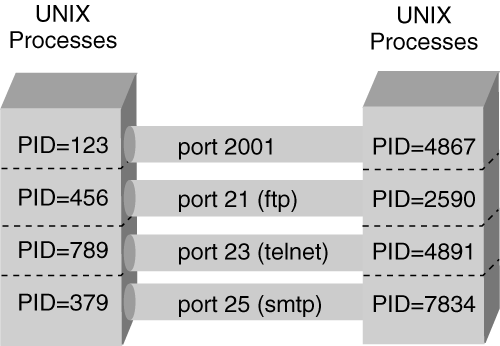 UNIX
Processes
UNIX
Processes
PID=123
port 2001
PID=4867
PID=456
port 21 (ftp)
PID=2590
PID=789
port 23 (telnet)
PID=4891
PID=379
port 25 (smtp)
PID=7834